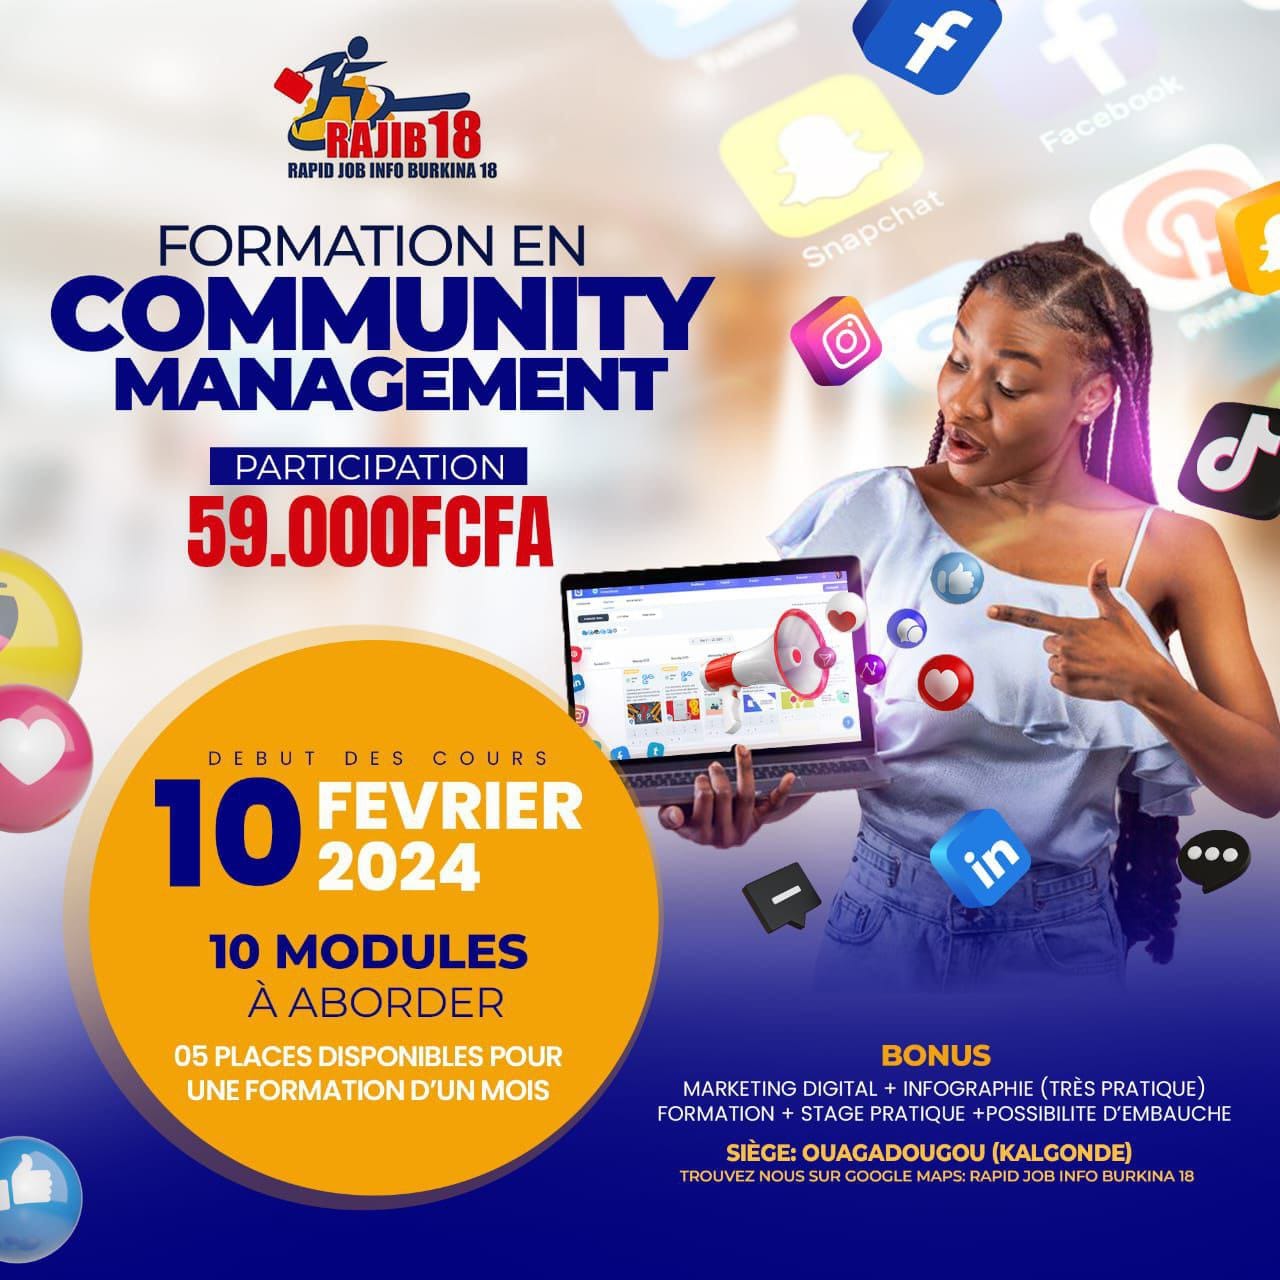 RAJIB18
RAPID JOB INFO BURKINA 18
Twitter
Facebook
Snapchat
FORMATION EN
COMMUNITY
MANAGEMENT
PARTICIPATION
59.000FCFA
DEBUT DES COURS
10 FEVRIER
2024
10 MODULES
À ABORDER
05 PLACES DISPONIBLES POUR
UNE FORMATION D'UN MOIS
in
BONUS
MARKETING DIGITAL + INFOGRAPHIE (TRÈS PRATIQUE)
FORMATION + STAGE PRATIQUE +POSSIBILITE D'EMBAUCHE
SIÈGE: OUAGADOUGOU (KALGONDE)
TROUVEZ NOUS SUR GOOGLE MAPS: RAPID JOB INFO BURKINA 18